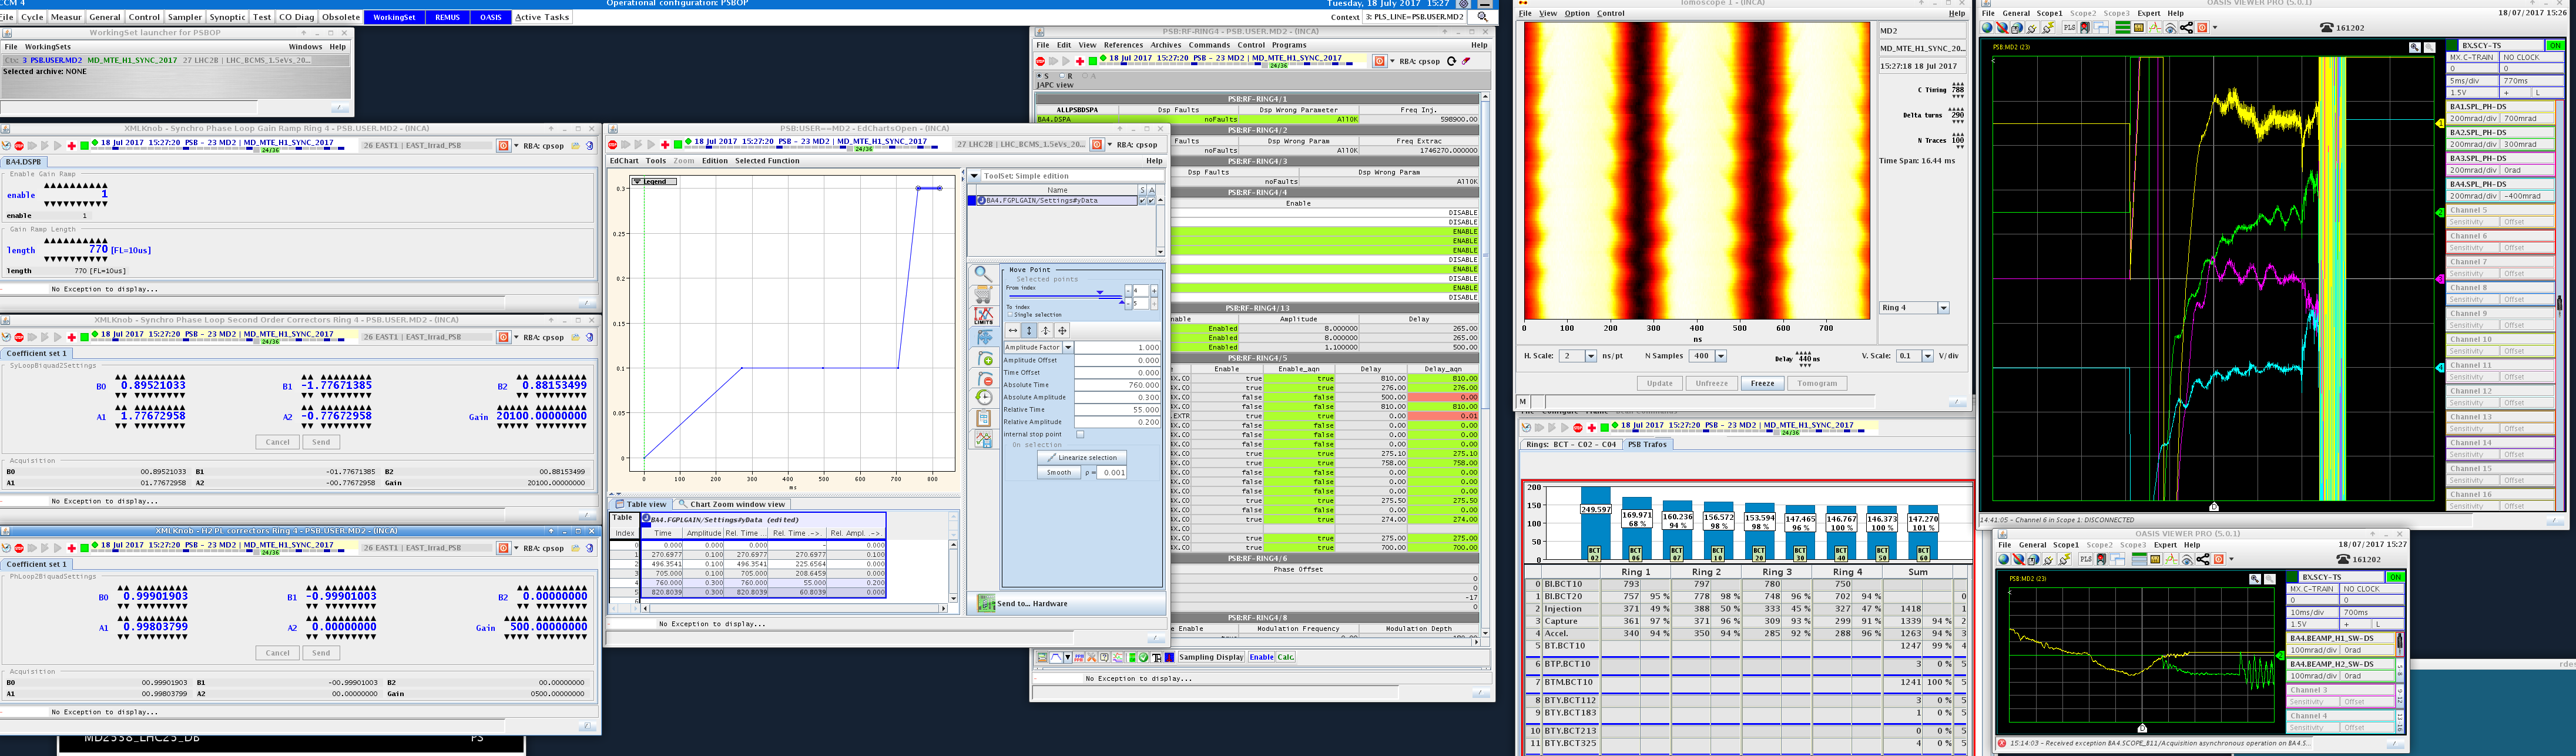 CCM 4
Operational configuration: PSBOP
Tuesday, 18 July 2017 15:27
File Cycle Measur General Control Sampler Synoptic Test CO Diag Obsolete WorkingSet REMUS OASIS Active Tasks
Context 3: PLS_LINE=PSB.USER.MD2
WorkingSet launcher for PSBOP
File WorkingSets Windows Help
Ctx: 3 PSB.USER.MD2 MD_MTE_H1_SYNC_2017 27 LHC2B | LHC_BCMS_1.5eVs_20...
Selected archive: NONE
XMLKnob - Synchro Phase Loop Gain Ramp Ring 4 - PSB.USER.MD2 - (INCA)
18 Jul 2017 15:27:20 PSB - 23 MD2 | MD_MTE_H1_SYNC_2017
24/36
26 EAST1 | EAST_Irrad_PSB
RBA: cpsop
BA4.DSPB
Enable Gain Ramp
enable 1
enable 1
Gain Ramp Length
length 770 [FL=10us]
length 770 [FL=10us]
No Exception to display...
XMLKnob - Synchro Phase Loop Second Order Correctors Ring 4 - PSB.USER.MD2 - (INCA)
18 Jul 2017 15:27:20 PSB - 23 MD2 | MD_MTE_H1_SYNC_2017
24/36
26 EAST1 | EAST_Irrad_PSB
RBA: cpsop
Coefficient set 1
SyLoopBiquad2Settings
B0 0.89521033 B1 -1.77671385 B2 0.88153499
A1 1.77672958 A2 -0.77672958 Gain 20100.00000000
Cancel Send
Acquisition
B0 00.89521033 B1 -01.77671385 B2 00.88153499
A1 01.77672958 A2 -00.77672958 Gain 20100.00000000
No Exception to display...
XMLKnob - H2 PL correctors Ring 4 - PSB.USER.MD2 - (INCA)
18 Jul 2017 15:27:20 PSB - 23 MD2 | MD_MTE_H1_SYNC_2017
24/36
26 EAST1 | EAST_Irrad_PSB
RBA: cpsop
Coefficient set 1
PhLoop2BiquadSettings
B0 0.99901903 B1 -0.99901003 B2 0.00000000
A1 0.99803799 A2 0.00000000 Gain 500.00000000
Cancel Send
Acquisition
B0 00.99901903 B1 -00.99901003 B2 00.00000000
A1 00.99803799 A2 00.00000000 Gain 0500.00000000
No Exception to display...
MD2538_LHC25_DB PS
PSB:USER==MD2 - EdChartsOpen - (INCA)
18 Jul 2017 15:27:20 PSB - 23 MD2 | MD_MTE_H1_SYNC_2017
24/36
27 LHC2B | LHC_BCMS_1.5eVs_20...
RBA: cpsop
EdChart Tools Zoom Edition Selected Function Help
Legend
0.3
0.25
0.2
0.15
0.1
0.05
0
0 100 200 300 400 500 600 700 800
ms
ToolSet: Simple edition
Name S A
BA4.FGPLGAIN/Settings#yData
LIMITS
Move Point
Selected points
From index 4
To index 5
Single selection
Amplitude Factor 1.000
Amplitude Offset 0.000
Time Offset 0.000
Absolute Time 760.000
Absolute Amplitude 0.300
Relative Time 55.000
Relative Amplitude 0.200
internal stop point
On selection
Linearize selection
Smooth ρ = 0.001
Send to... Hardware
Table view Chart Zoom window view
Table BA4.FGPLGAIN/Settings#yData (edited)
Index Time Amplitude Rel. Time ... Rel. Time .->. Rel. Ampl. .->.
0 0.000 0.000 0.000 - 0.000
1 270.6977 0.100 270.6977 270.6977 0.100
2 496.3541 0.100 496.3541 225.6564 0.000
3 705.000 0.100 705.000 208.6459 0.000
4 760.000 0.300 760.000 55.000 0.200
5 820.8039 0.300 820.8039 60.8039 0.000
No Exception to display...
PSB:RF-RING4 - PSB.USER.MD2 - (INCA)
File Edit View References Archives Commands Control Programs Help
18 Jul 2017 15:27:20 PSB - 23 MD2 | MD_MTE_H1_SYNC_2017
24/36
RBA: cpsop
S R A
JAPC view
PSB:RF-RING4/1
ALLPSBDSPA Dsp Faults Dsp Wrong Parameter Freq Inj.
BA4.DSPA noFaults AllOK 598900.00
PSB:RF-RING4/2
Dsp Faults Dsp Wrong Param Freq Extrac
noFaults AllOK 1746270.000000
PSB:RF-RING4/3
Dsp Faults Dsp Wrong Param
noFaults AllOK
PSB:RF-RING4/4
Enable
DISABLE
DISABLE
ENABLE
ENABLE
ENABLE
DISABLE
ENABLE
DISABLE
ENABLE
DISABLE
PSB:RF-RING4/13
Amplitude Delay
Enabled 8.000000 265.00
Enabled 8.000000 265.00
Enabled 1.100000 500.00
PSB:RF-RING4/5
Enable Enable_aqn Delay Delay_aqn
true true 810.00 810.00
true true 276.00 276.00
false false 500.00 0.00
true true 810.00 810.00
true true 0.00 0.01
false false 0.00 0.00
false false 0.00 0.00
false false 0.00 0.00
true true 275.10 275.10
true true 758.00 758.00
false false 0.00 0.00
false false 0.00 0.00
false false 0.00 0.00
true true 275.50 275.50
false false 0.00 0.00
true true 274.00 274.00
true true 275.00 275.00
true true 700.00 700.00
PSB:RF-RING4/6
Phase Offset
0
0
-17
0
PSB:RF-RING4/8
Enable Modulation Frequency Modulation Depth
Sampling Display Enable Calc.
No Exception to display...
Tomoscope 1 - (INCA)
File View Option Control Help
MD2
MD_MTE_H1_SYNC_20...
15:27:18 18 July 2017
C Timing 788
Delta turns 290
N Traces 100
Time Span: 16.44 ms
Ring 4
0 100 200 300 400 500 600 700
ns
H. Scale: 2 ns/pt N Samples 400 Delay 440 ns V. Scale: 0.1 V/div
Update Unfreeze Freeze Tomogram
M
18 Jul 2017 15:27:20 PSB - 23 MD2 | MD_MTE_H1_SYNC_2017
24/36
Rings: BCT - C02 - C04 PSB Trafos
200
150
100
50
0
249.597 169.971 160.236 156.572 153.594 147.465 146.767 146.373 147.270
68 % 94 % 98 % 98 % 96 % 100 % 100 % 101 %
BCT 02 BCT 06 BCT 10 BCT 20 BCT 30 BCT 40 BCT 50 BCT 60
Ring 1 Ring 2 Ring 3 Ring 4 Sum
0 BI.BCT10 793 797 780 750
1 BI.BCT20 757 95 % 778 98 % 748 96 % 702 94 % 0
2 Injection 371 49 % 388 50 % 333 45 % 327 47 % 1418 1
3 Capture 361 97 % 371 96 % 309 93 % 299 91 % 1339 94 % 2
4 Accel. 340 94 % 350 94 % 285 92 % 288 96 % 1263 94 % 3
5 BT.BCT10 1247 99 % 4
6 BTP.BCT10 3 0 % 5
7 BTM.BCT10 1241 100 % 5
8 BTY.BCT112 3 0 % 5
9 BTY.BCT183 1 0 % 5
10 BTY.BCT213 0 0 % 5
11 BTY.BCT325 4 0 % 5
OASIS VIEWER PRO (5.0.1)
File General Scope1 Scope2 Scope3 Expert Help
18/07/2017 15:26
PLS
161202
PSB:MD2 (23)
BX.SCY-TS ON
MX.C-TRAIN NO CLOCK
0 0
5ms/div 770ms
1.5V + L
BA1.SPL_PH-DS
200mrad/div 700mrad
BA2.SPL_PH-DS
200mrad/div 300mrad
BA3.SPL_PH-DS
200mrad/div 0rad
BA4.SPL_PH-DS
200mrad/div -400mrad
Channel 5
Sensitivity Offset
Channel 6
Sensitivity Offset
Channel 7
Sensitivity Offset
Channel 8
Sensitivity Offset
Channel 9
Sensitivity Offset
Channel 10
Sensitivity Offset
Channel 11
Sensitivity Offset
Channel 12
Sensitivity Offset
Channel 13
Sensitivity Offset
Channel 14
Sensitivity Offset
Channel 15
Sensitivity Offset
Channel 16
Sensitivity Offset
14:41:05 - Channel 6 in Scope 1: DISCONNECTED
OASIS VIEWER PRO (5.0.1)
File General Scope1 Scope2 Scope3 Expert Help
18/07/2017 15:27
PLS
161202
PSB:MD2 (23)
BX.SCY-TS ON
MX.C-TRAIN NO CLOCK
0 0
10ms/div 700ms
1.5V + L
BA4.BEAMP_H1_SW-DS
100mrad/div 0rad
BA4.BEAMP_H2_SW-DS
100mrad/div 0rad
Channel 3
Sensitivity Offset
Channel 4
Sensitivity Offset
15:14:03 - Received exception BA4.SCOPE_B11/Acquisition asynchronous operation on BA4.S...